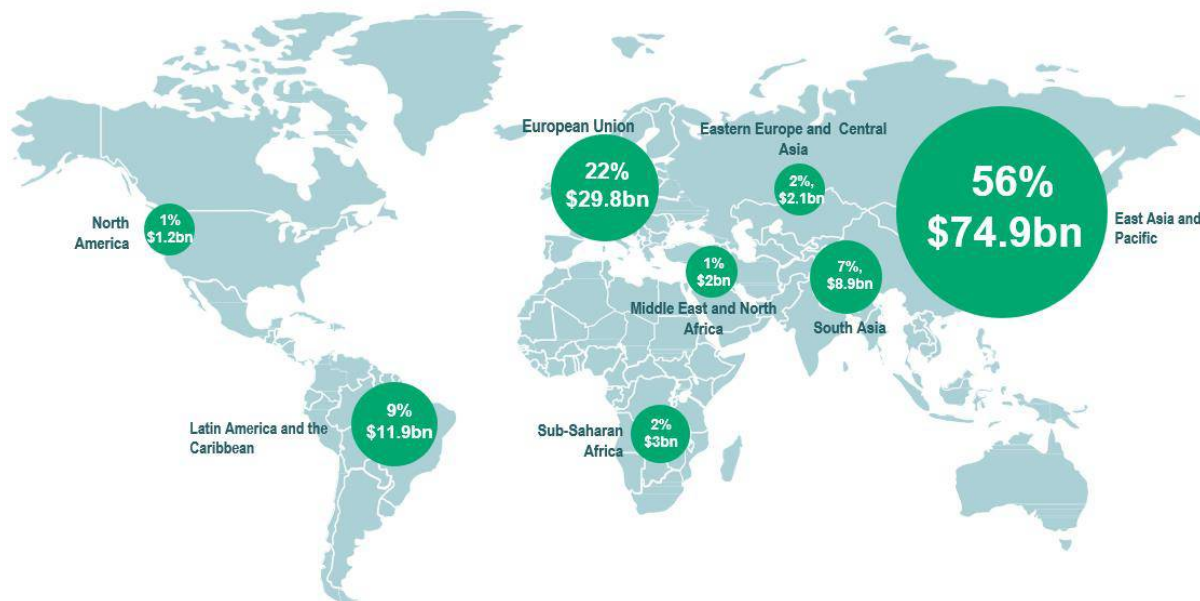 European Union
22%
$29.8bn
Eastern Europe and Central
Asia
2%,
$2.1bn
56%
$74.9bn
East Asia and
Pacific
North
America
1%
$1.2bn
1%
$2bn
Middle East and North
Africa
7%,
$8.9bn
South Asia
Latin America and the
Caribbean
9%
$11.9bn
Sub-Saharan
Africa
2%
$3bn